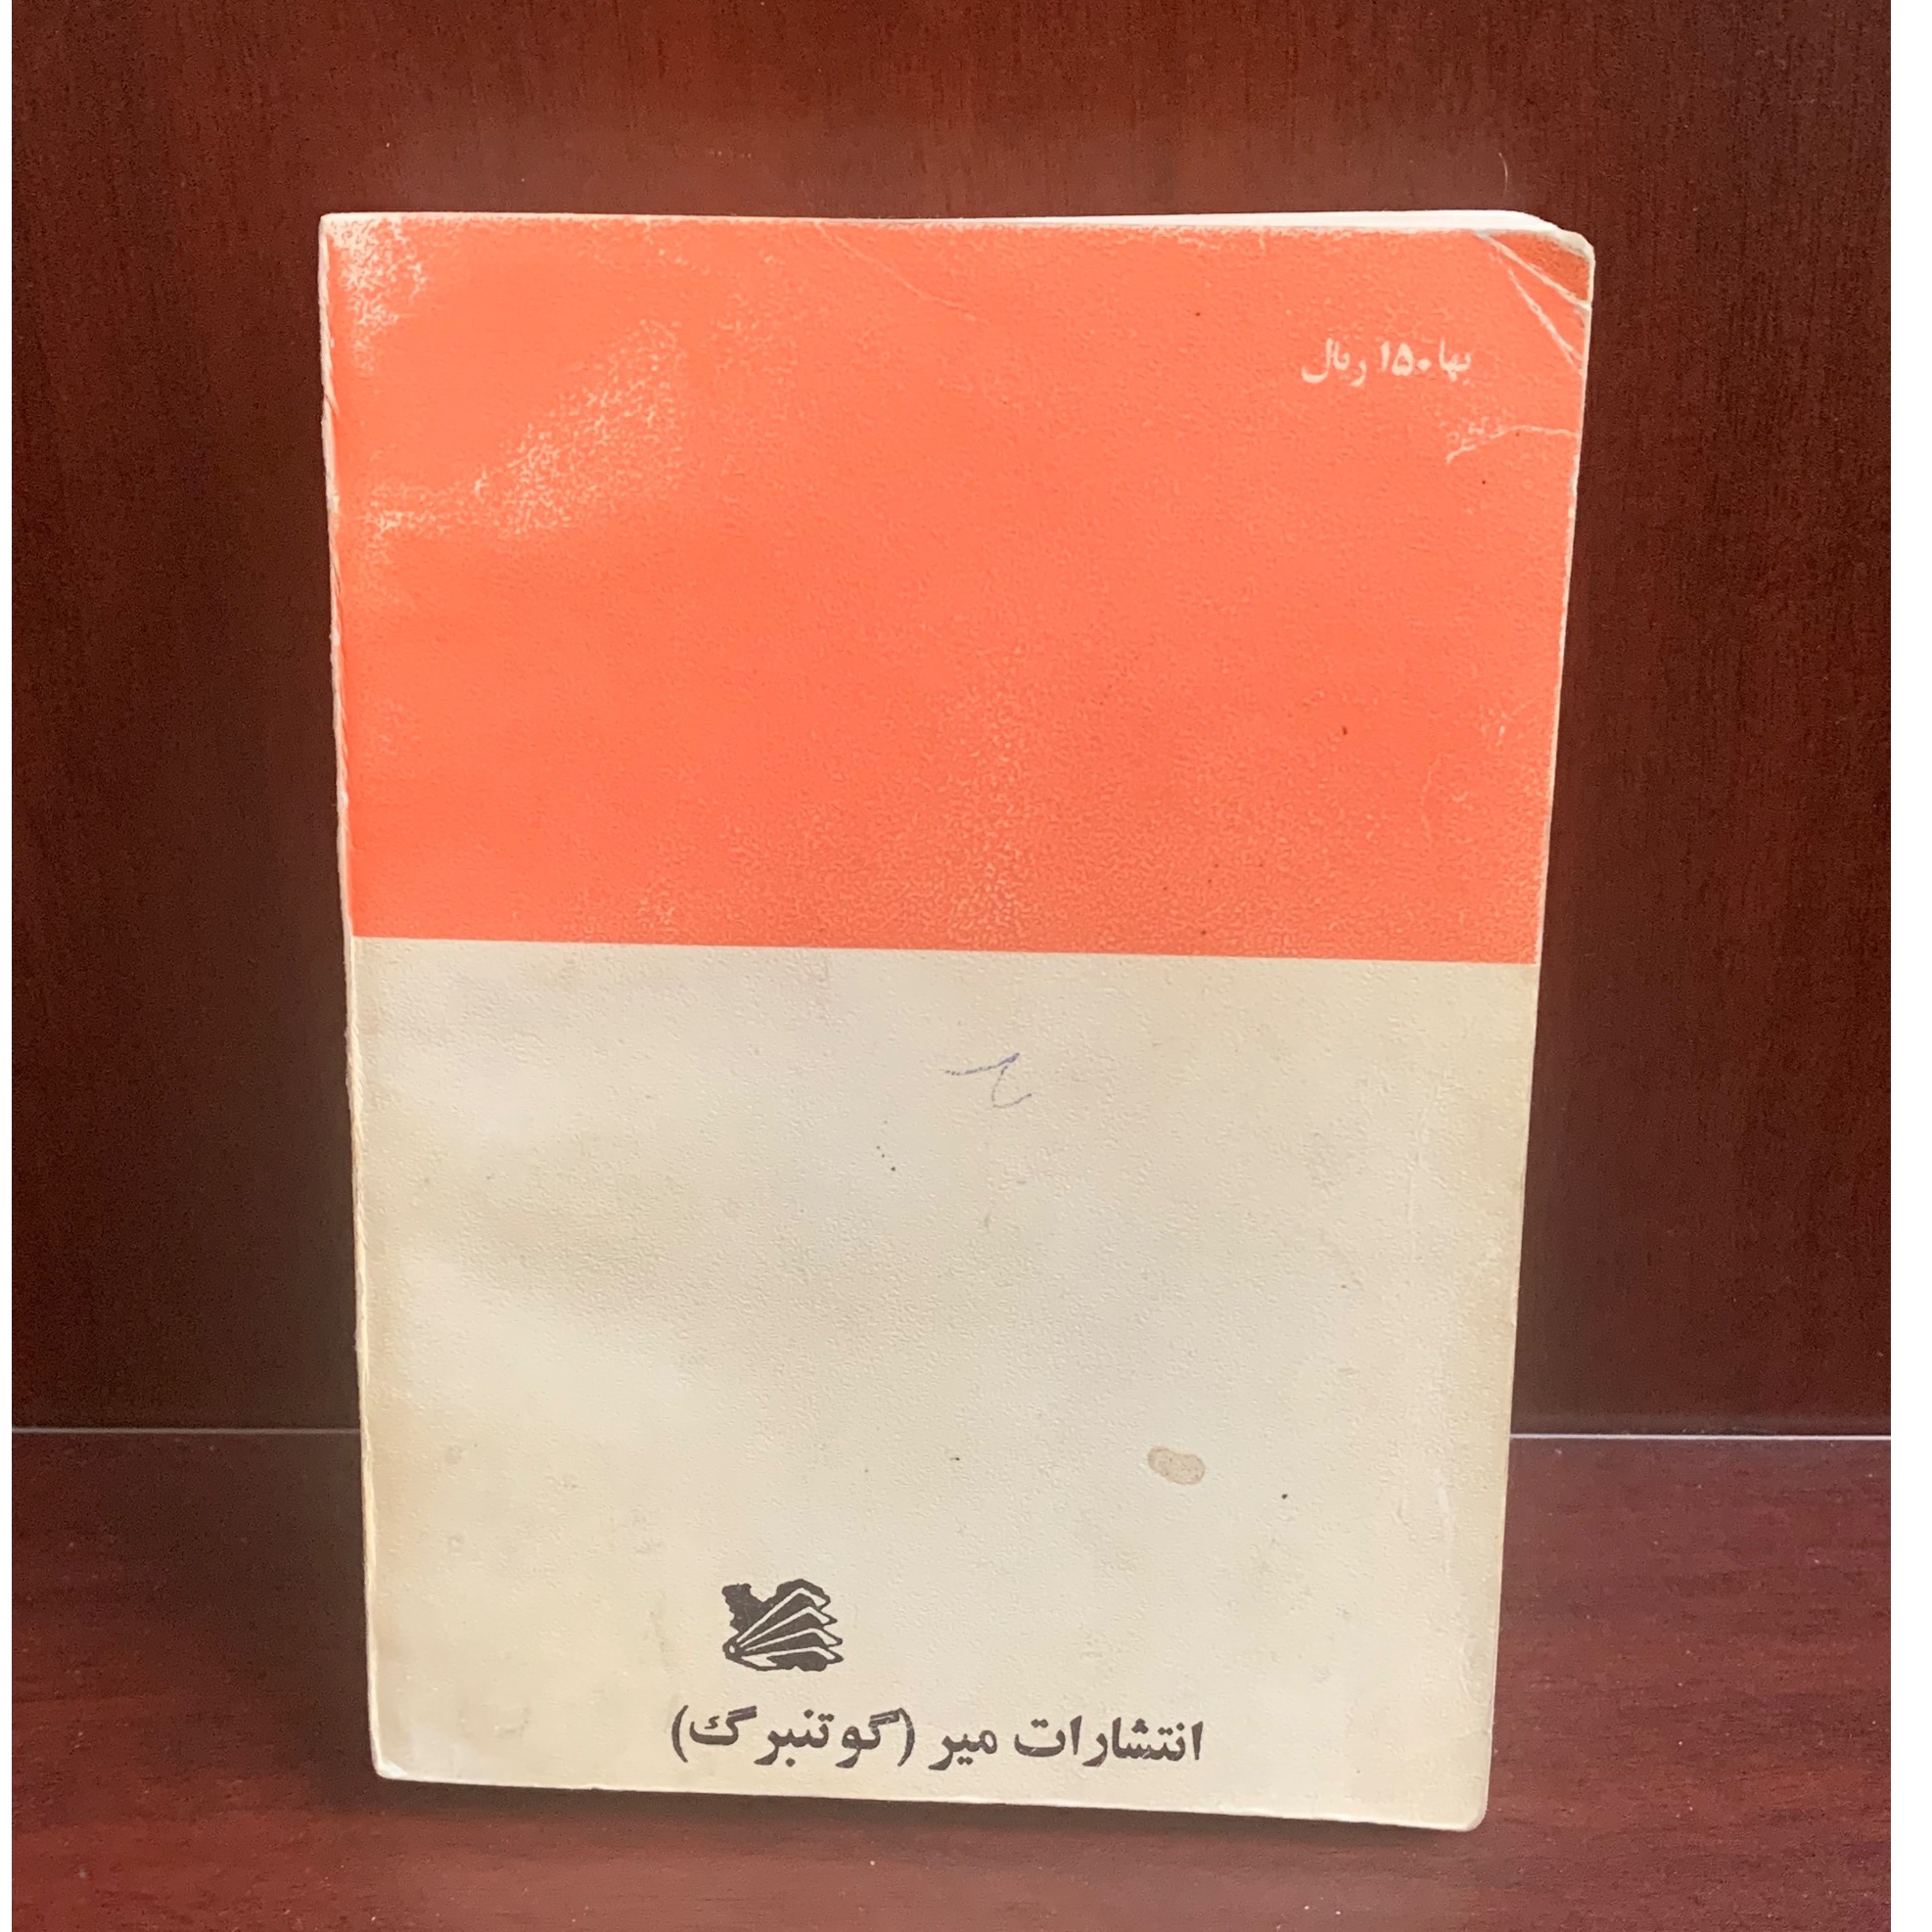 بها ۱۵۰ ریال
انتشارات میر (گوتنبرگ)